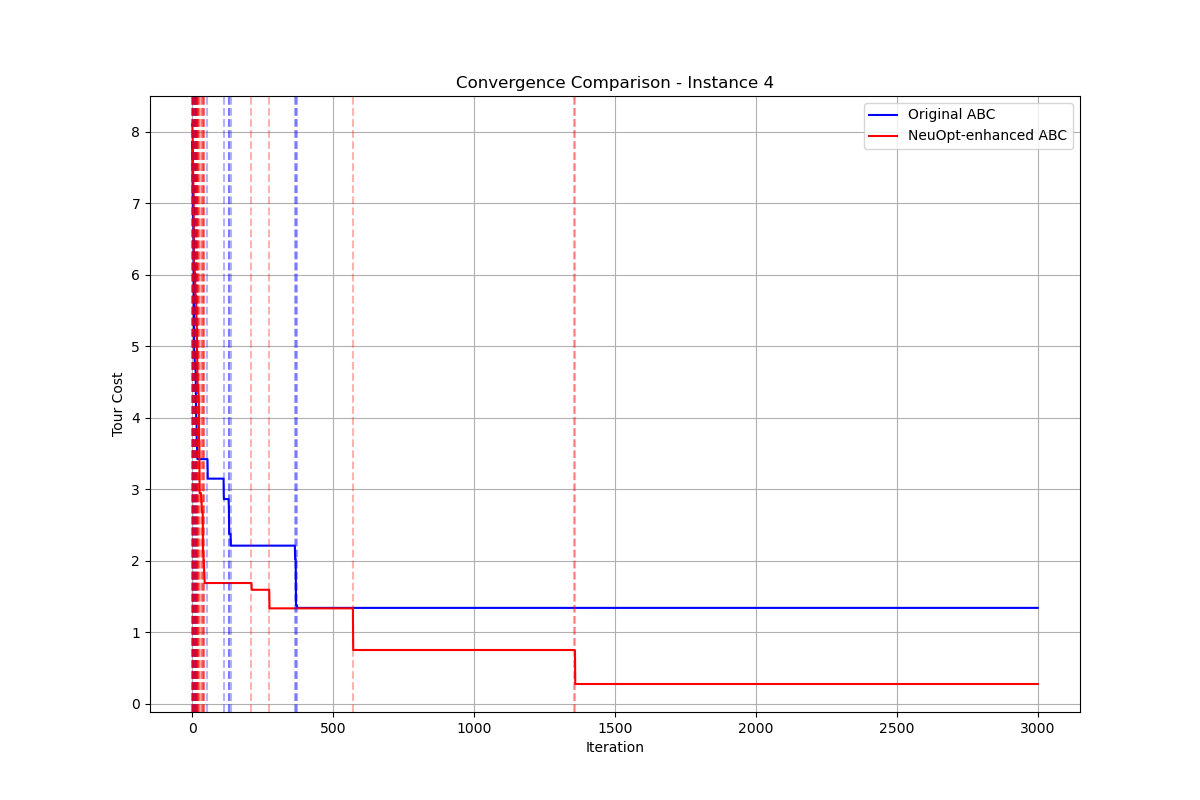 Convergence Comparison - Instance 4
Original ABC
NeuOpt-enhanced ABC
Tour Cost
8
7
6
5
4
3
2
1
0
0 500 1000 1500 2000 2500 3000
Iteration